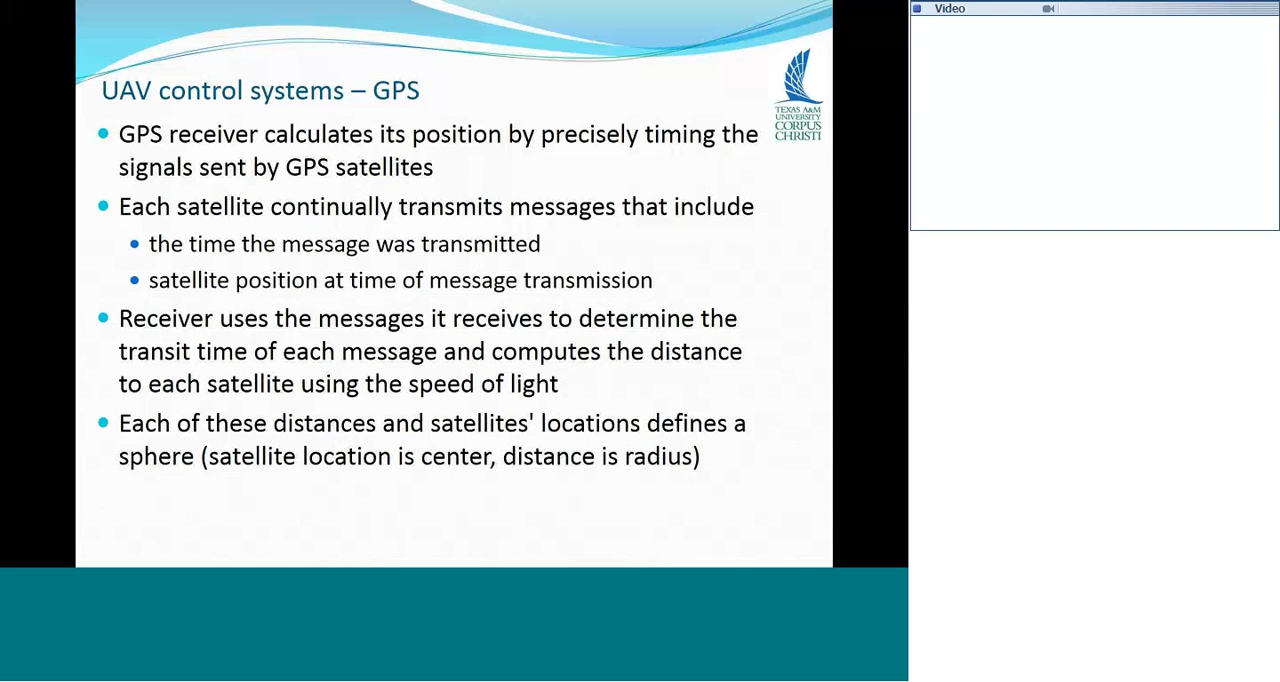 Video
UAV control systems – GPS
TEXAS A&M
UNIVERSITY
CORPUS
CHRISTI
GPS receiver calculates its position by precisely timing the
signals sent by GPS satellites
Each satellite continually transmits messages that include
the time the message was transmitted
satellite position at time of message transmission
Receiver uses the messages it receives to determine the
transit time of each message and computes the distance
to each satellite using the speed of light
Each of these distances and satellites' locations defines a
sphere (satellite location is center, distance is radius)